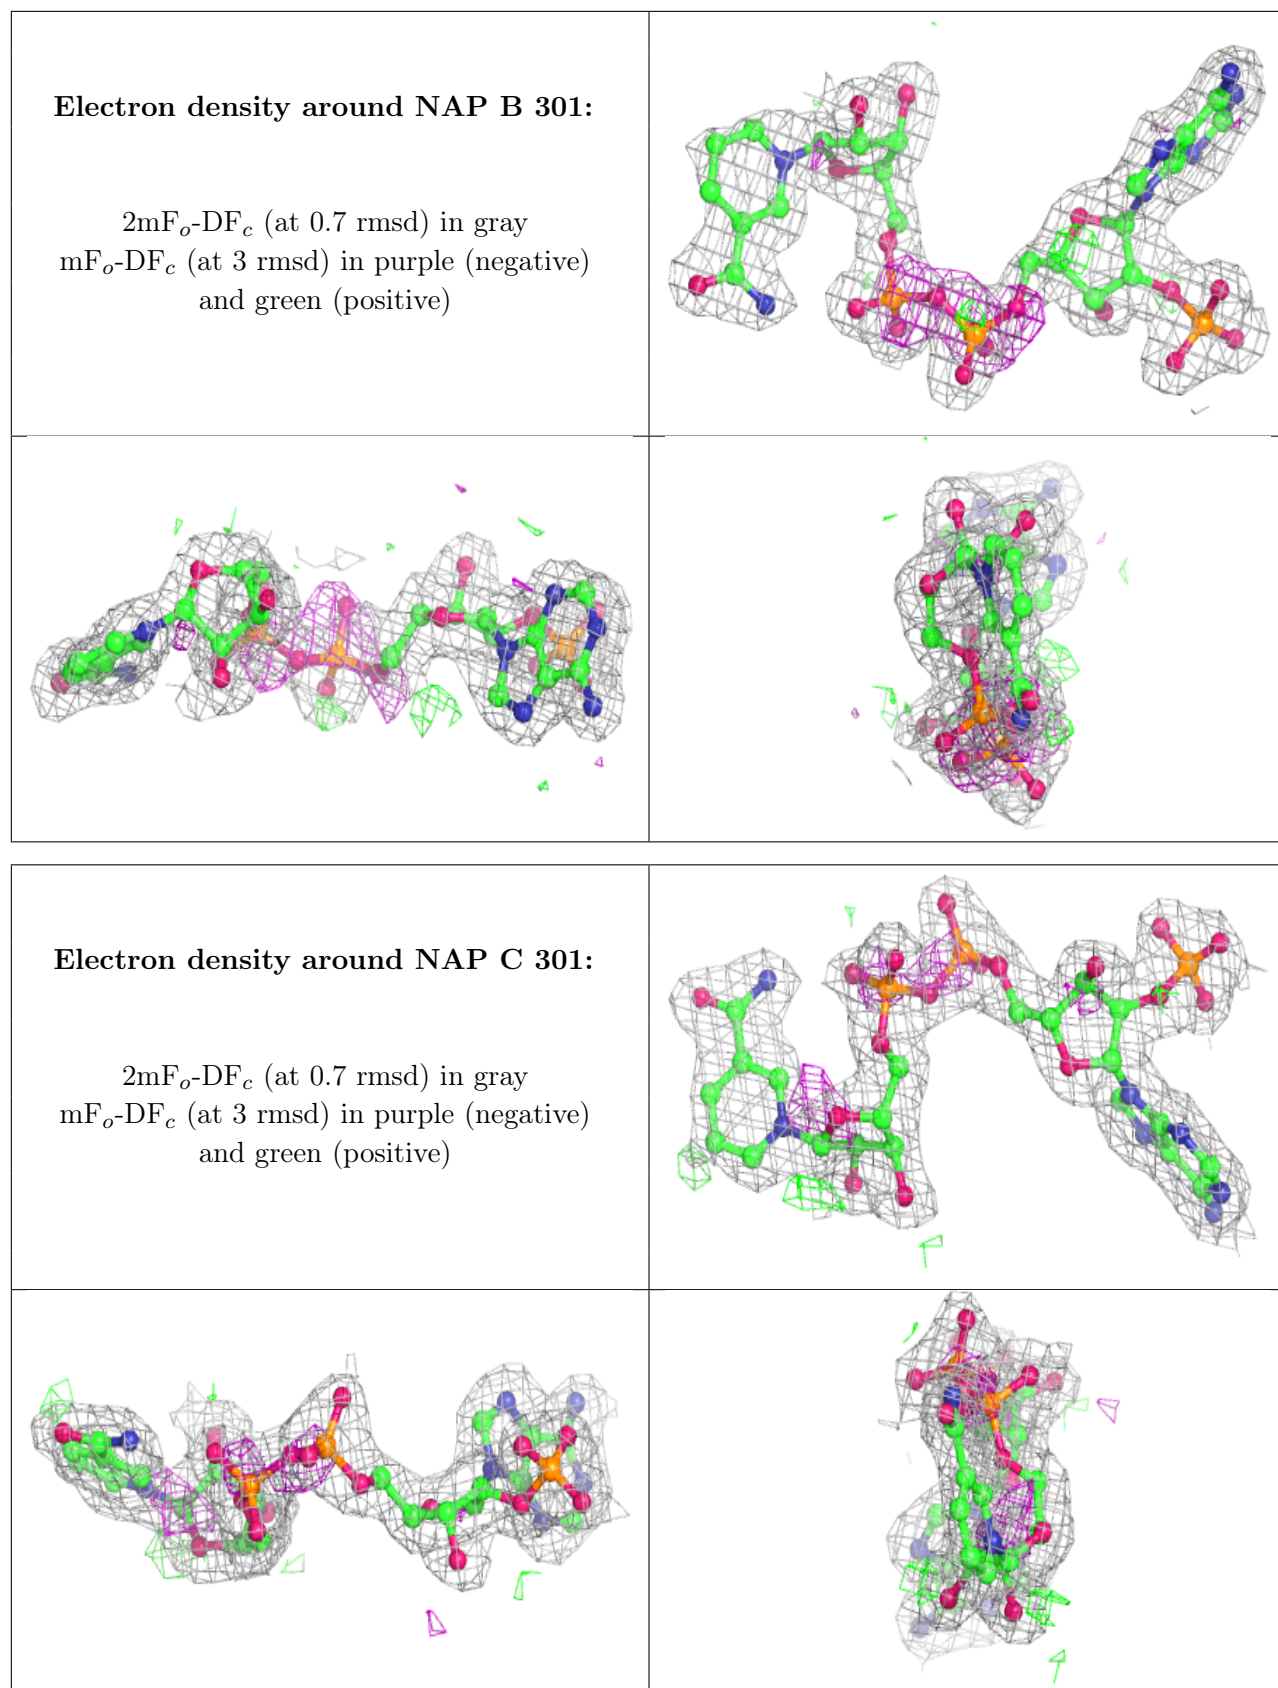 Electron density around NAP B 301:
2mFo-DFc (at 0.7 rmsd) in gray
mFo-DFc (at 3 rmsd) in purple (negative)
and green (positive)
Electron density around NAP C 301:
2mFo-DFc (at 0.7 rmsd) in gray
mFo-DFc (at 3 rmsd) in purple (negative)
and green (positive)